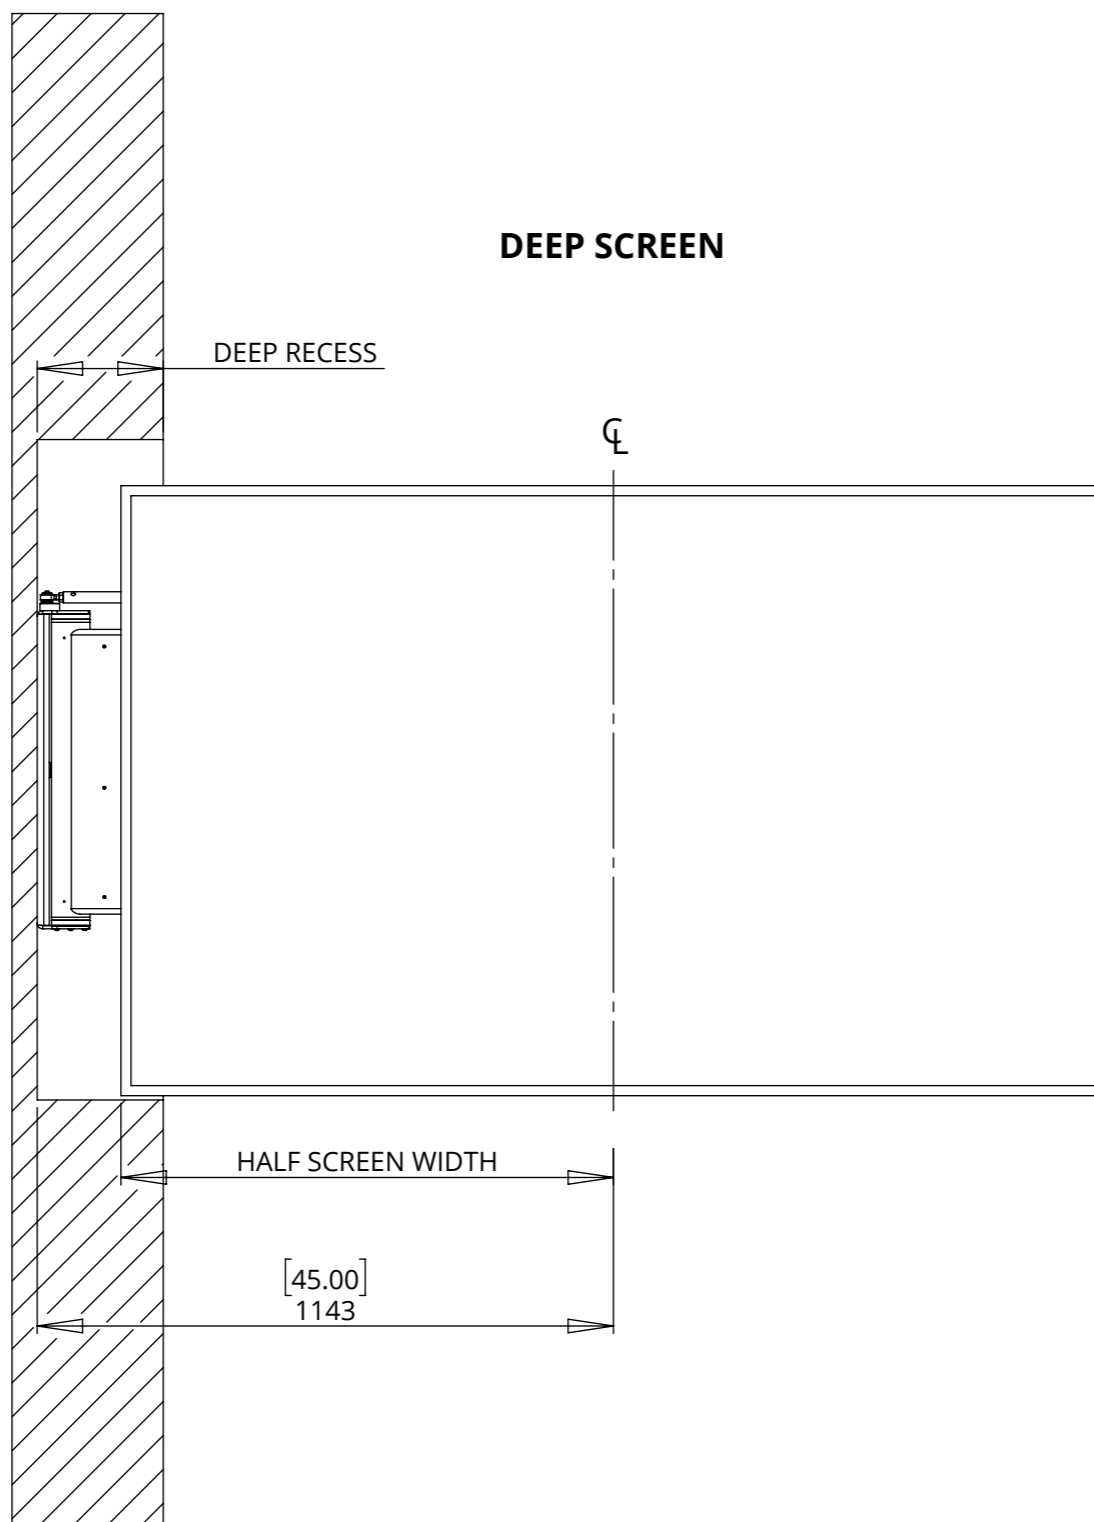 DEEP SCREEN
DEEP RECESS
℄
HALF SCREEN WIDTH
[45.00]
1143